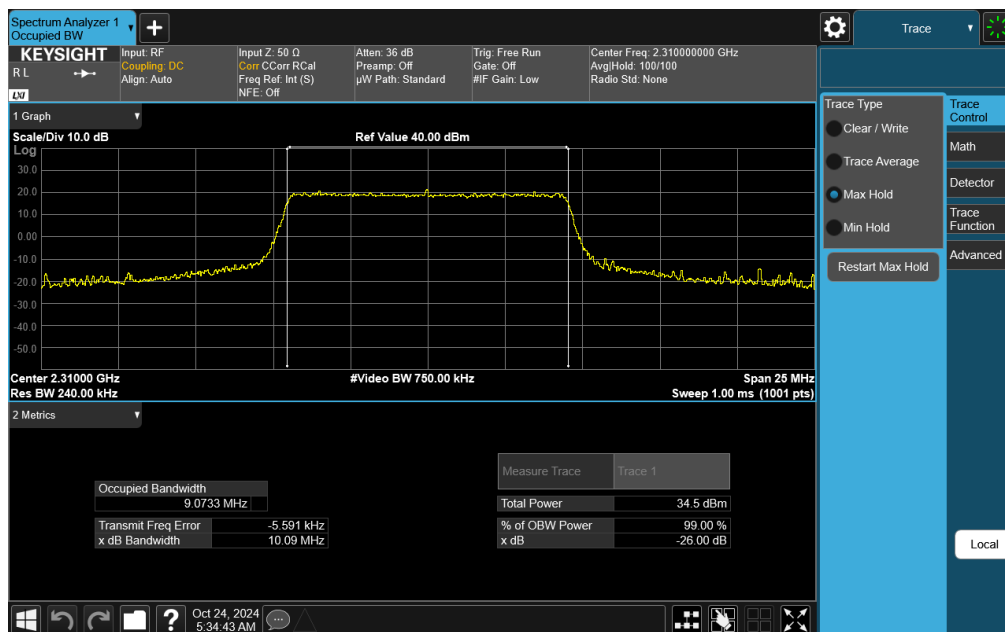 Spectrum Analyzer 1
Occupied BW
Trace
KEYSIGHT
R L
LXI
Input: RF
Coupling: DC
Align: Auto
Input Z: 50 Ω
Corr CCorr RCal
Freq Ref: Int (S)
NFE: Off
Atten: 36 dB
Preamp: Off
µW Path: Standard
Trig: Free Run
Gate: Off
#IF Gain: Low
Center Freq: 2.310000000 GHz
Avg|Hold: 100/100
Radio Std: None
1 Graph
Scale/Div 10.0 dB
Ref Value 40.00 dBm
Log
30.0
20.0
10.0
0.00
-10.0
-20.0
-30.0
-40.0
-50.0
Center 2.31000 GHz
#Video BW 750.00 kHz
Span 25 MHz
Res BW 240.00 kHz
Sweep 1.00 ms (1001 pts)
2 Metrics
Measure Trace
Trace 1
Occupied Bandwidth
9.0733 MHz
Total Power
34.5 dBm
Transmit Freq Error
-5.591 kHz
% of OBW Power
99.00 %
x dB Bandwidth
10.09 MHz
x dB
-26.00 dB
Trace Type
Clear / Write
Trace Average
Max Hold
Min Hold
Restart Max Hold
Trace
Control
Math
Detector
Trace
Function
Advanced
Local
?
Oct 24, 2024
5:34:43 AM